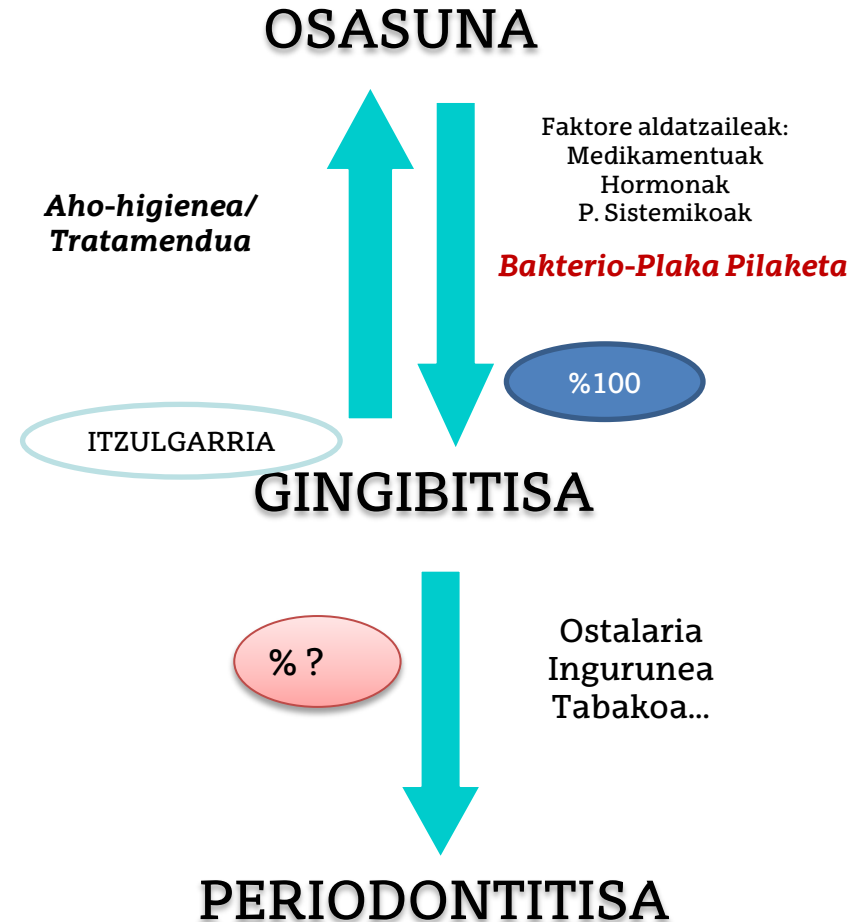 OSASUNA
Faktore aldatzaileak:
Medikamentuak
Hormonak
P. Sistemikoak
Aho-higienea/
Tratamendua
Bakterio-Plaka Pilaketa
%100
ITZULGARRIA
GINGIBITISA
% ?
Ostalaria
Ingurunea
Tabakoa...
PERIODONTITISA